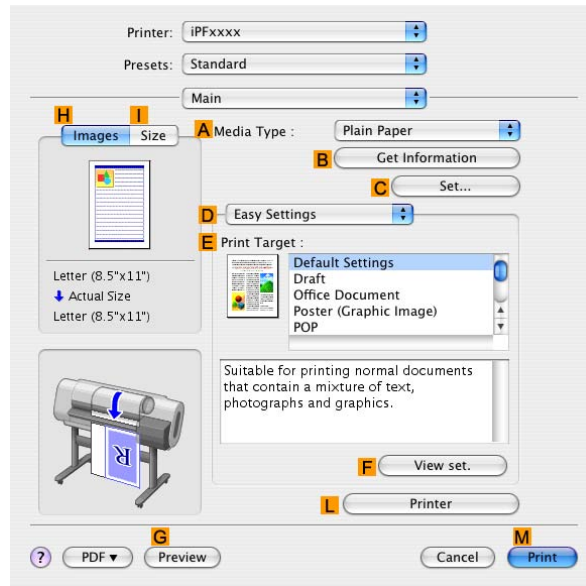 Printer: iPFxxxx
Presets: Standard
Main
H I
Images Size
A Media Type : Plain Paper
B Get Information
C Set...
D Easy Settings
E Print Target :
Default Settings
Draft
Office Document
Poster (Graphic Image)
POP
Letter (8.5"x11")
Actual Size
Letter (8.5"x11")
Suitable for printing normal documents
that contain a mixture of text,
photographs and graphics.
R
F View set.
L Printer
G M
? PDF▼ Preview Cancel Print